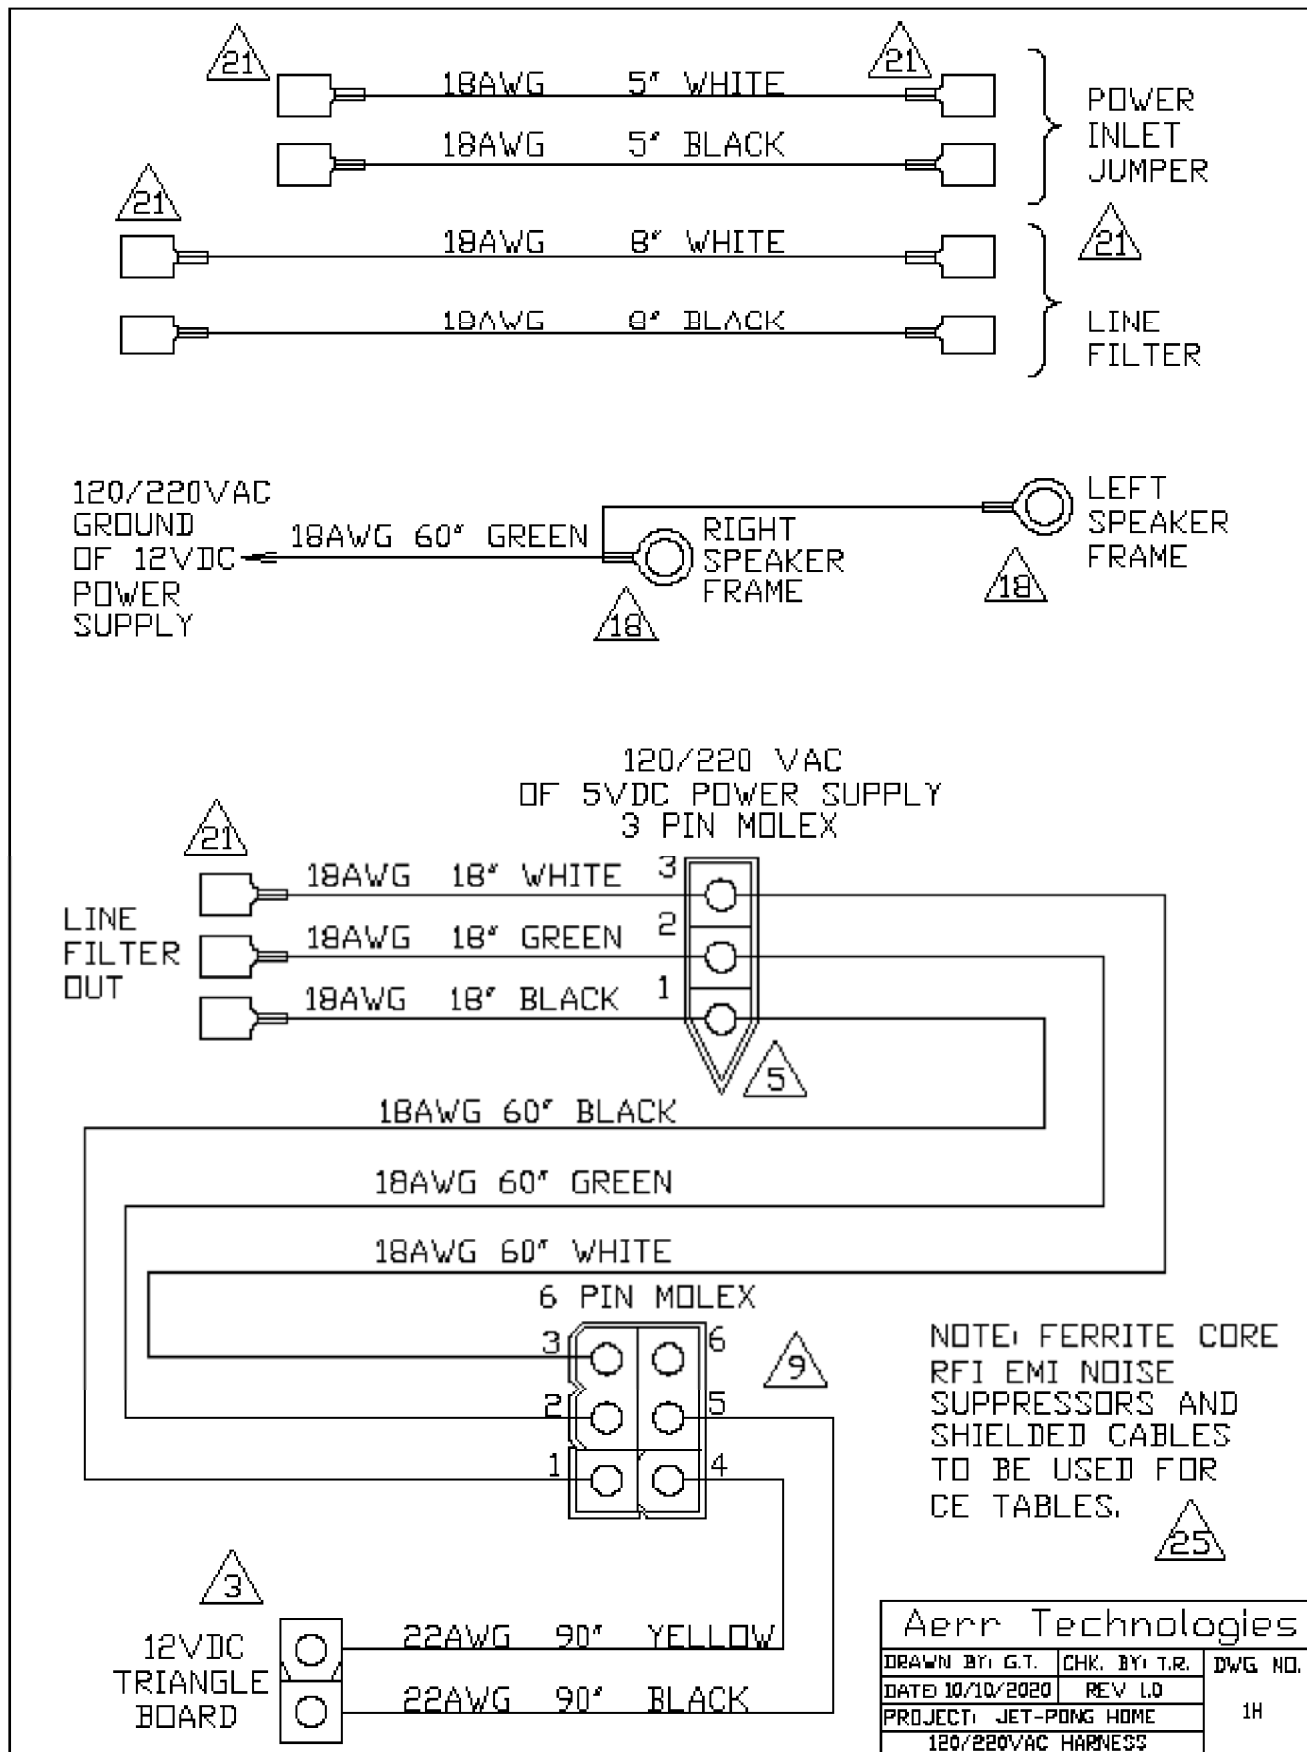 21
21
18AWG 5" WHITE
18AWG 5" BLACK
POWER
INLET
JUMPER
21
21
18AWG 8" WHITE
18AWG 8" BLACK
LINE
FILTER
120/220VAC
GROUND
OF 12VDC
POWER
SUPPLY
18AWG 60" GREEN
RIGHT
SPEAKER
FRAME
18
LEFT
SPEAKER
FRAME
18
120/220 VAC
OF 5VDC POWER SUPPLY
3 PIN MOLEX
21
LINE
FILTER
OUT
18AWG 18" WHITE 3
18AWG 18" GREEN 2
18AWG 18" BLACK 1
5
18AWG 60" BLACK
18AWG 60" GREEN
18AWG 60" WHITE
6 PIN MOLEX
3 6
2 5
1 4
9
NOTE: FERRITE CORE
RFI EMI NOISE
SUPPRESSORS AND
SHIELDED CABLES
TO BE USED FOR
CE TABLES.
25
3
12VDC
TRIANGLE
BOARD
22AWG 90" YELLOW
22AWG 90" BLACK
Aerr Technologies
DRAWN BY: G.T. CHK. BY: T.R. DWG NO.
DATE: 10/10/2020 REV 1.0
1H
PROJECT: JET-PONG HOME
120/220VAC HARNESS